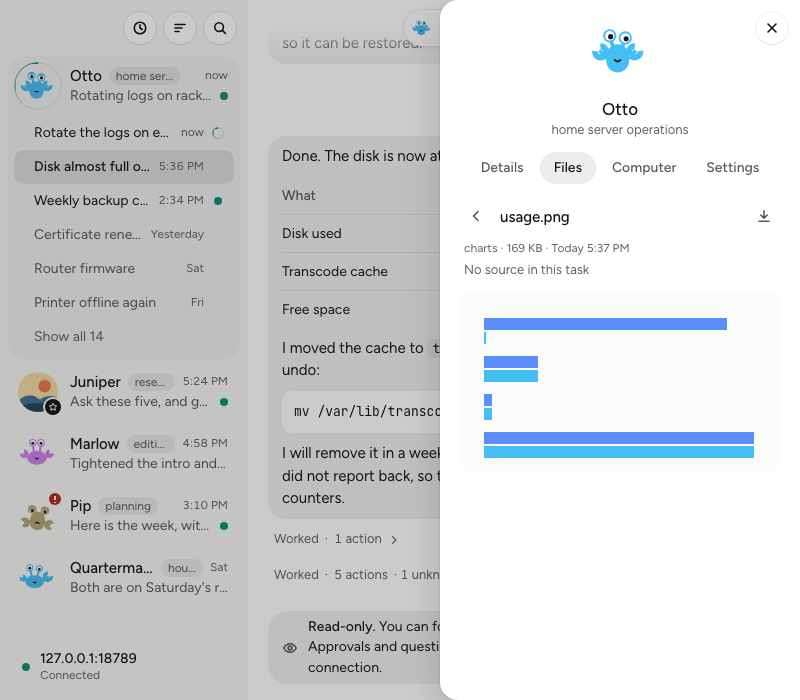 Otto home ser... now
Rotating logs on rack...
Rotate the logs on e... now
Disk almost full o... 5:36 PM
Weekly backup c... 2:34 PM
Certificate rene... Yesterday
Router firmware Sat
Printer offline again Fri
Show all 14
Juniper rese... 5:24 PM
Ask these five, and g...
Marlow editi... 4:58 PM
Tightened the intro and...
Pip planning 3:10 PM
Here is the week, wit...
Quarterma... hou... Sat
Both are on Saturday's r...
127.0.0.1:18789
Connected
so it can be restored.
Done. The disk is now at
What
Disk used
Transcode cache
Free space
I moved the cache to t
undo:
mv /var/lib/transco
I will remove it in a week
did not report back, so t
counters.
Worked · 1 action
Worked · 5 actions · 1 unkn
Read-only. You can fo
Approvals and questi
connection.
Otto
home server operations
Details Files Computer Settings
usage.png
charts · 169 KB · Today 5:37 PM
No source in this task